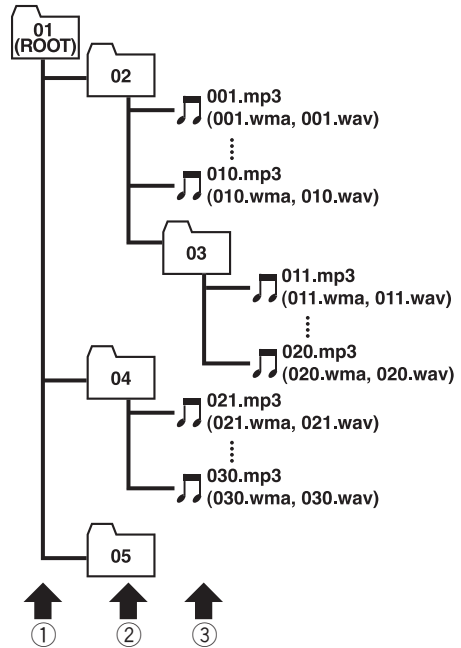 01
(ROOT)
02
001.mp3
(001.wma, 001.wav)
010.mp3
(010.wma, 010.wav)
03
011.mp3
(011.wma, 011.wav)
020.mp3
(020.wma, 020.wav)
04
021.mp3
(021.wma, 021.wav)
030.mp3
(030.wma, 030.wav)
05
① ② ③